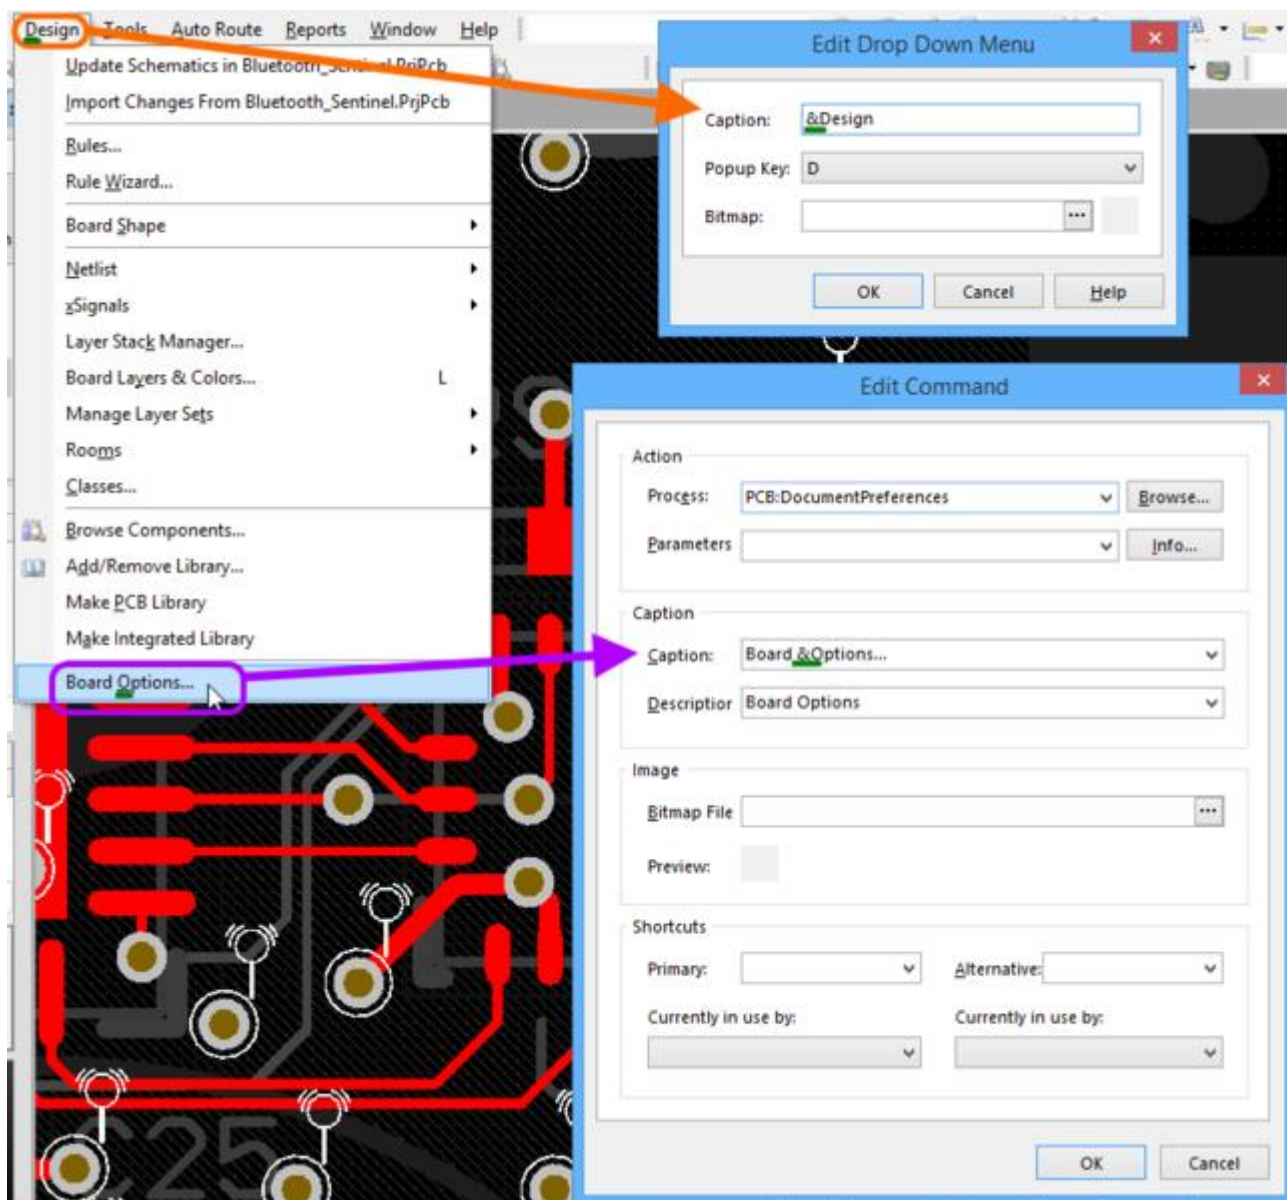 Design Tools Auto Route Reports Window Help
Update Schematics in Bluetooth_Sentinel.PrjPcb
Import Changes From Bluetooth_Sentinel.PrjPcb
Rules...
Rule Wizard...
Board Shape
Netlist
xSignals
Layer Stack Manager...
Board Layers & Colors... L
Manage Layer Sets
Rooms
Classes...
Browse Components...
Add/Remove Library...
Make PCB Library
Make Integrated Library
Board Options...
Edit Drop Down Menu
Caption: &Design
Popup Key: D
Bitmap: ...
OK Cancel Help
Edit Command
Action
Process: PCB:DocumentPreferences Browse...
Parameters Info...
Caption
Caption: Board &Options...
Description Board Options
Image
Bitmap File ...
Preview:
Shortcuts
Primary: Alternative:
Currently in use by: Currently in use by:
OK Cancel
C25